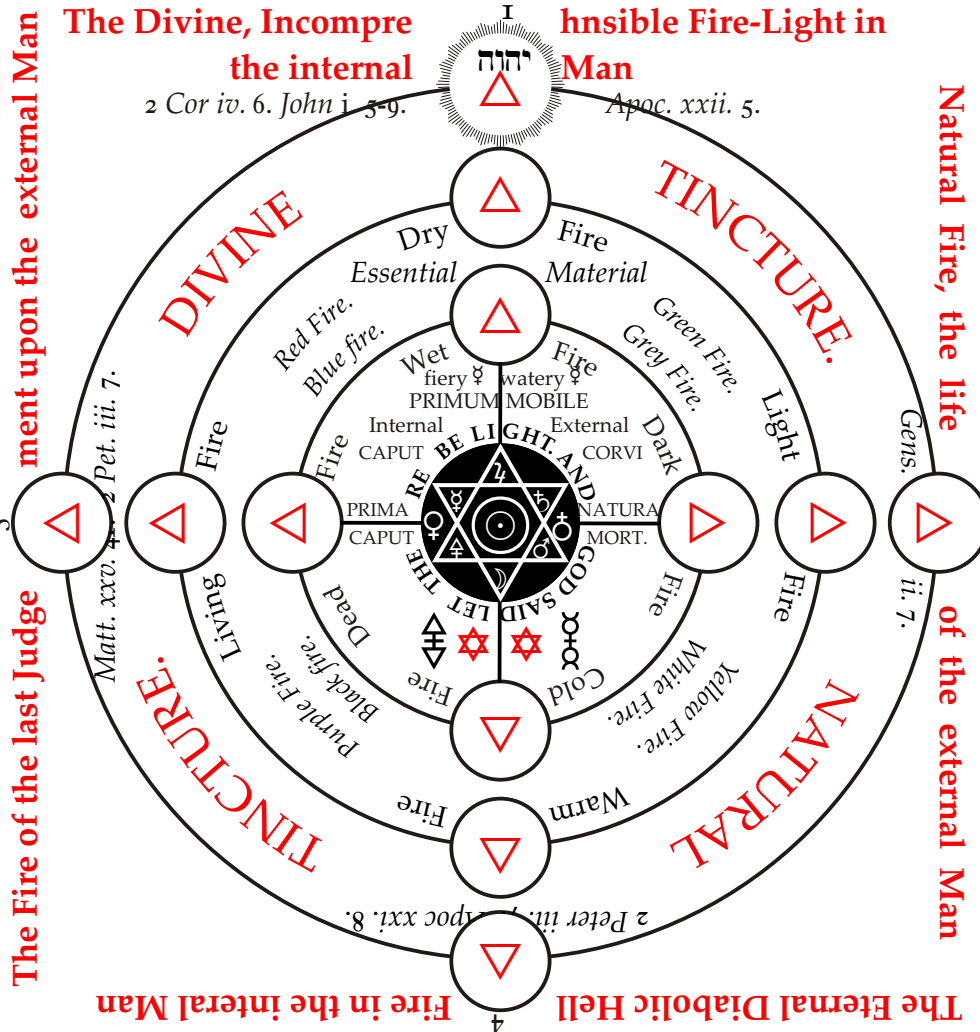 I
The Divine, Incompre hnsible Fire-Light in
the internal Man
יהוה
2 Cor iv. 6. John i 5-9. Apoc. xxii. 5.
Natural Fire, the life of the external Man
Gens. ii. 7.
The Eternal Diabolic Hell Fire in the interal Man
4
2 Peter iii. Apoc xxi. 8.
The Fire of the last Judge ment upon the external Man
3
Matt. xxv. 41. 2 Pet. iii. 7.
DIVINE TINCTURE.
NATURAL TINCTURE.
Dry Fire
Light Fire
Warm Fire
Living Fire
Essential Material
Red Fire.
Blue fire.
Green Fire.
Grey Fire.
Yellow Fire.
White Fire.
Purple Fire.
Black fire.
Wet Fire
Dark Fire
Cold Fire
Dead Fire
fiery ☿ watery ☿
PRIMUM MOBILE
Internal External
CAPUT CORVI
PRIMA NATURA
CAPUT MORT.
AND GOD SAID LET THE RE BE LI GHT.